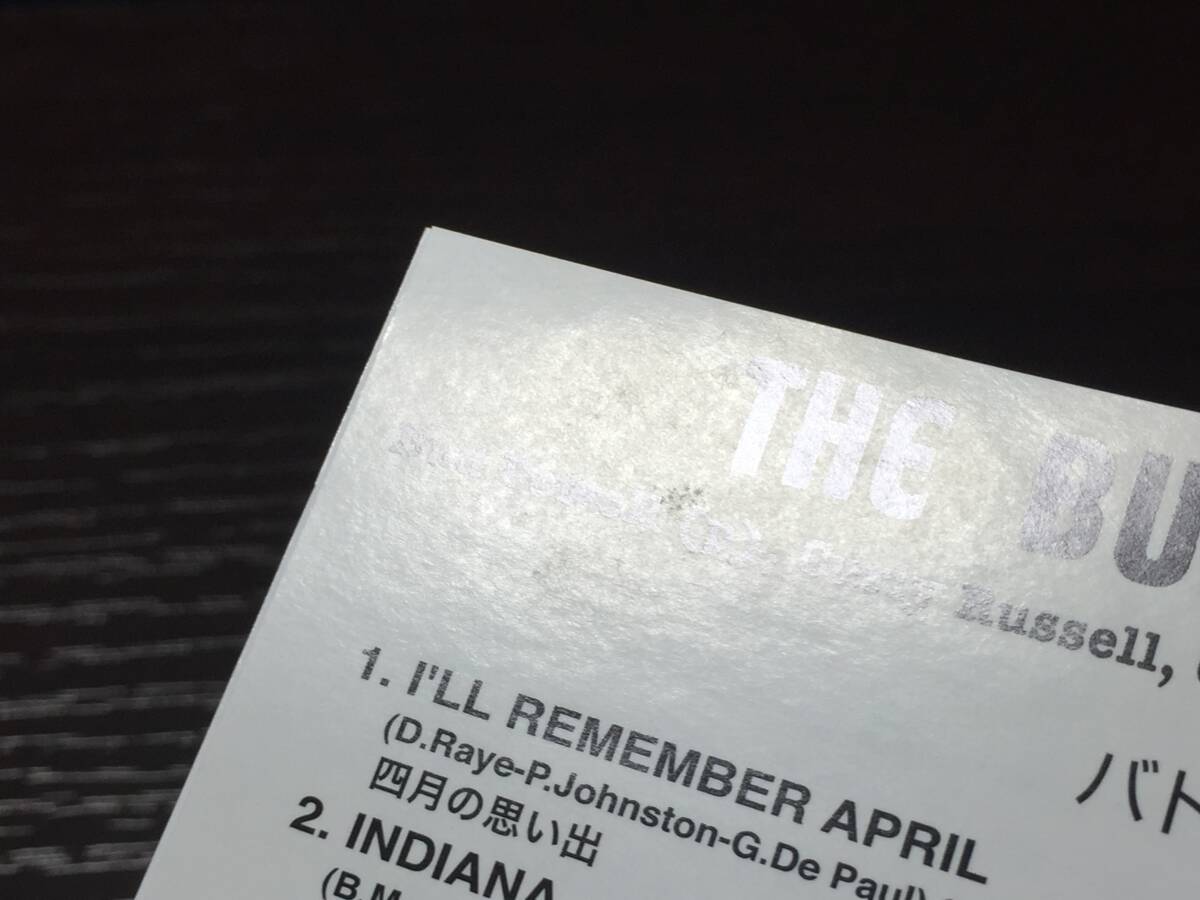 THE BU
(p), Curly Russell,
1. I'LL REMEMBER APRIL
(D.Raye-P.Johnston-G.De Paul)
四月の思い出
バト
2. INDIANA
(B.M